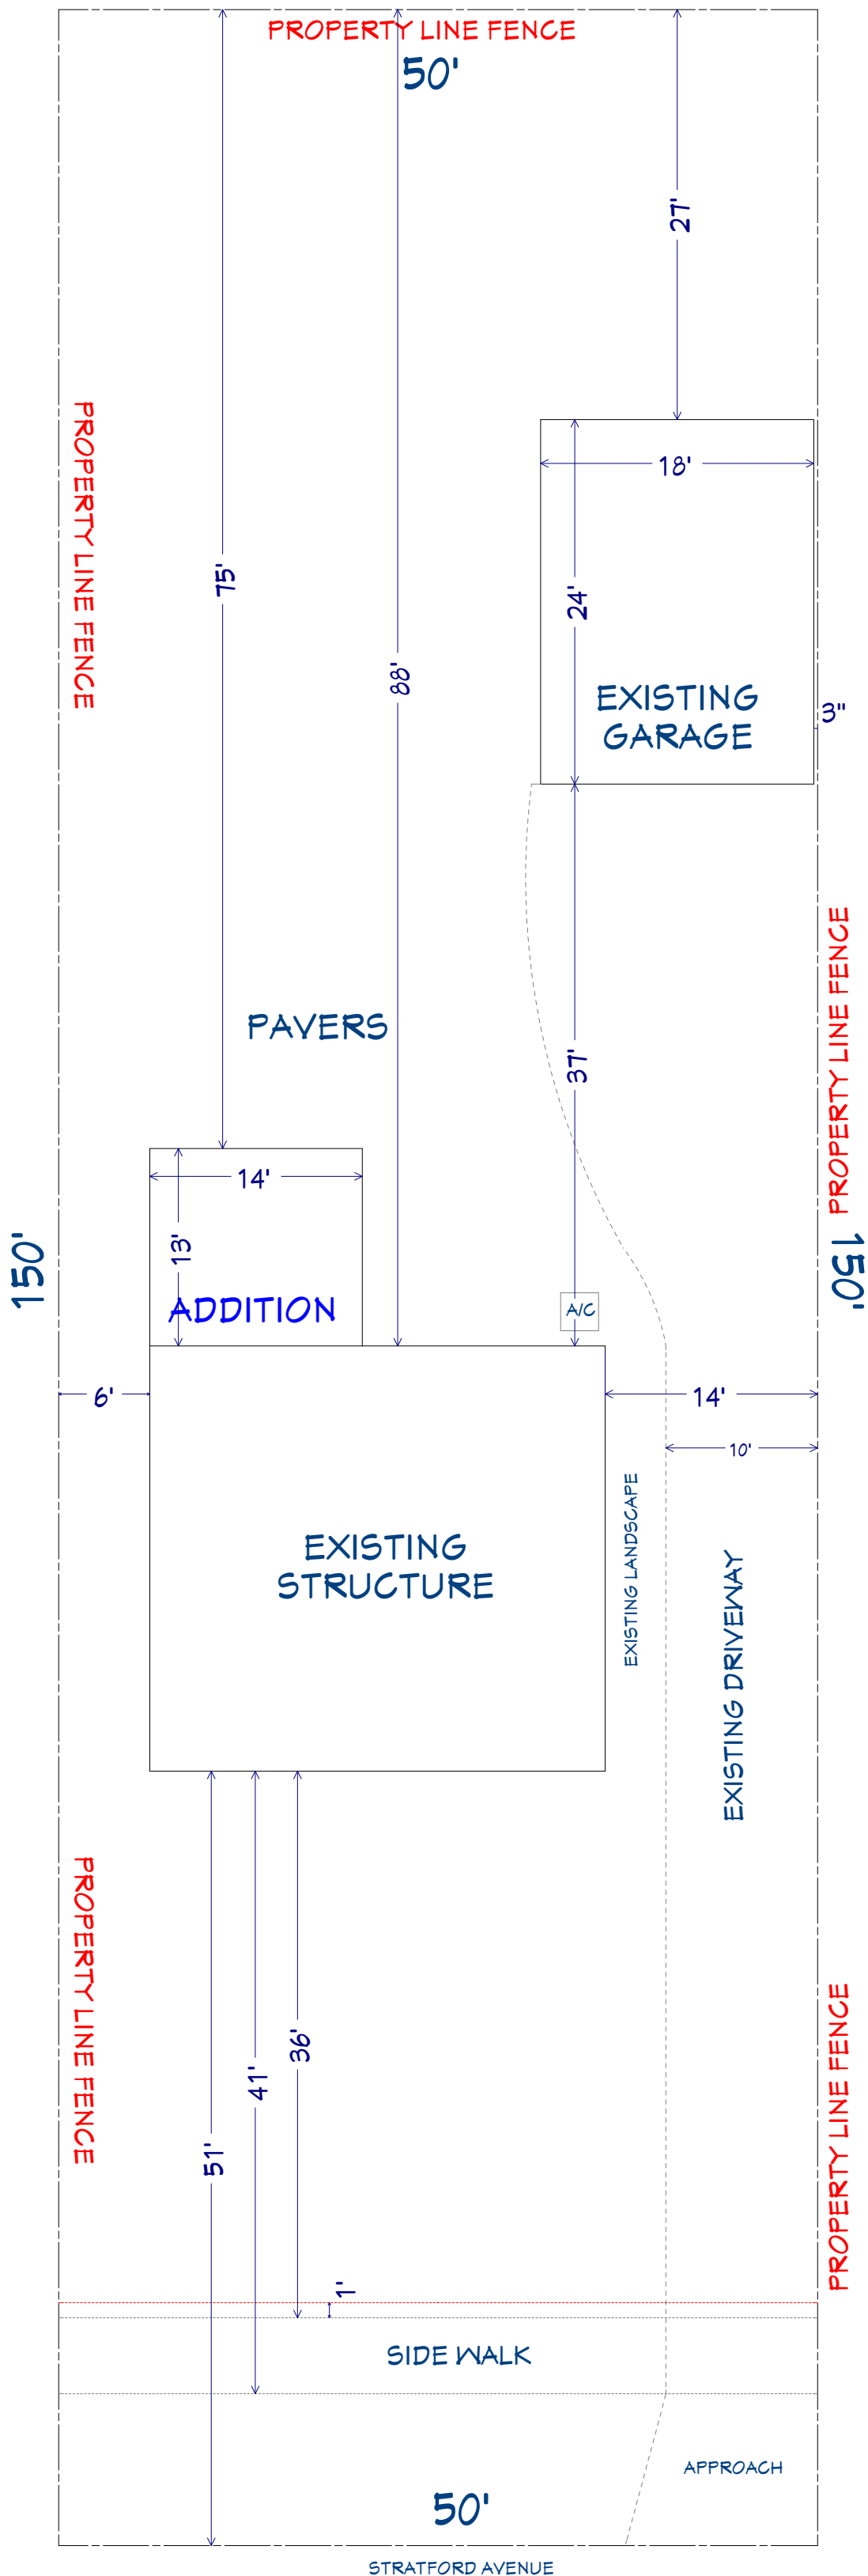 PROPERTY LINE FENCE
50'
27'
PROPERTY LINE FENCE
18'
75'
24'
88'
EXISTING
GARAGE
3"
PROPERTY LINE FENCE
PAVERS
37'
14'
13'
150'
150'
ADDITION
A/C
6'
14'
10'
EXISTING
STRUCTURE
EXISTING LANDSCAPE
EXISTING DRIVEWAY
PROPERTY LINE FENCE
PROPERTY LINE FENCE
36'
41'
51'
1'
SIDE WALK
APPROACH
50'
STRATFORD AVENUE